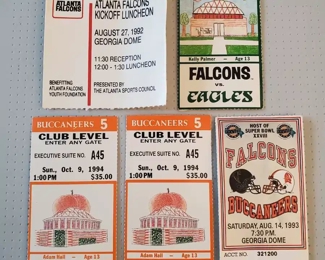 ATLANTA
FALCONS
ATLANTA FALCONS
KICKOFF LUNCHEON
AUGUST 27, 1992
GEORGIA DOME
11:30 RECEPTION
12:00 - 1:30 LUNCHEON
BENEFITTING
ATLANTA FALCONS
YOUTH FOUNDATION
PRESENTED BY
THE ATLANTA SPORTS COUNCIL
Kelly Palmer - Age 13
FALCONS
VS.
EAGLES
BUCCANEERS 5
CLUB LEVEL
ENTER ANY GATE
EXECUTIVE SUITE NO. A45
Sun., Oct. 9, 1994
1:00PM $35.00
Adam Hall - Age 13
BUCCANEERS 5
CLUB LEVEL
ENTER ANY GATE
EXECUTIVE SUITE NO. A45
Sun., Oct. 9, 1994
1:00PM $35.00
Adam Hall - Age 13
HOST OF
SUPER BOWL
XXVIII
FALCONS
BUCCANEERS
SATURDAY, AUG. 14, 1993
7:30 P.M.
GEORGIA DOME
ACCT. NO. 321200